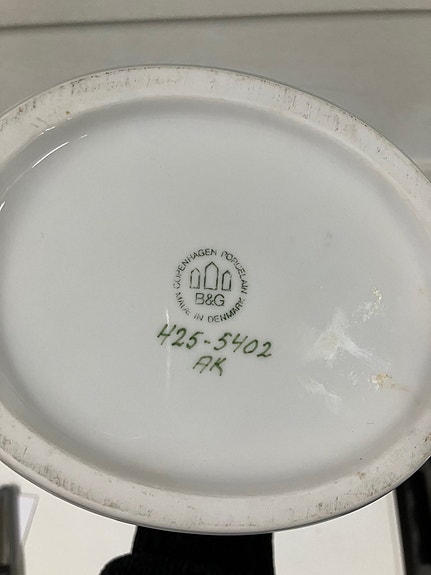 COPENHAGEN PORCELAIN
B&G
MADE IN DENMARK
425-5402
AK